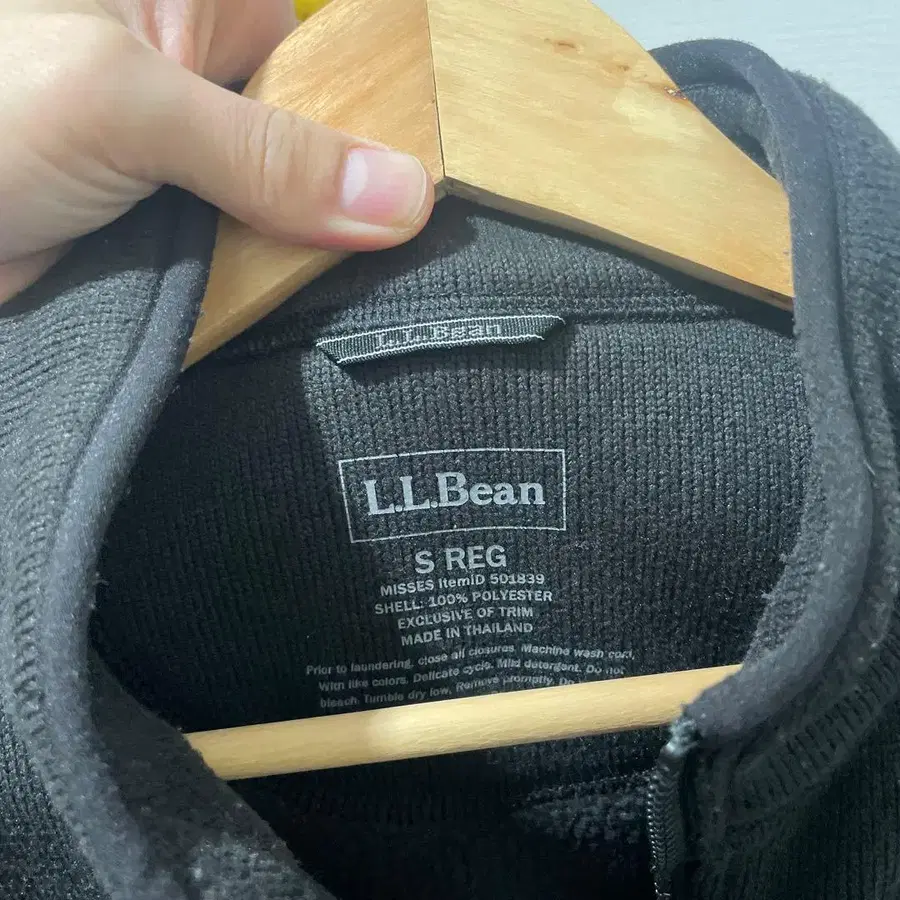 L.L.Bean
L.L.Bean
S REG
MISSES ItemID 501839
SHELL: 100% POLYESTER
EXCLUSIVE OF TRIM
MADE IN THAILAND
Prior to laundering, close all closures. Machine wash cold,
With like colors. Delicate cycle. Mild detergent. Do not
bleach. Tumble dry low. Remove promptly.